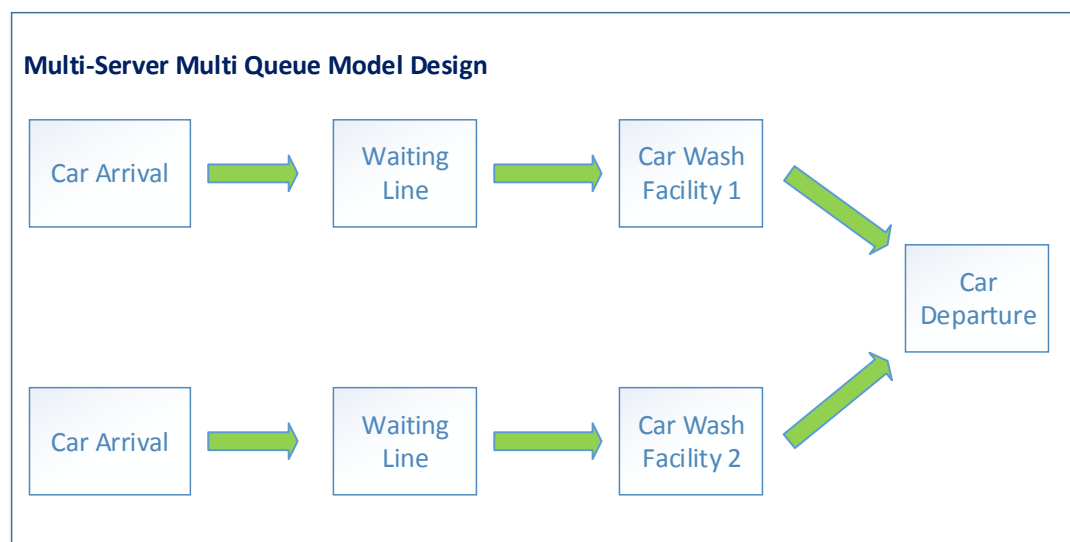 Multi-Server Multi Queue Model Design
Car Arrival
Waiting
Line
Car Wash
Facility 1
Car
Departure
Car Arrival
Waiting
Line
Car Wash
Facility 2